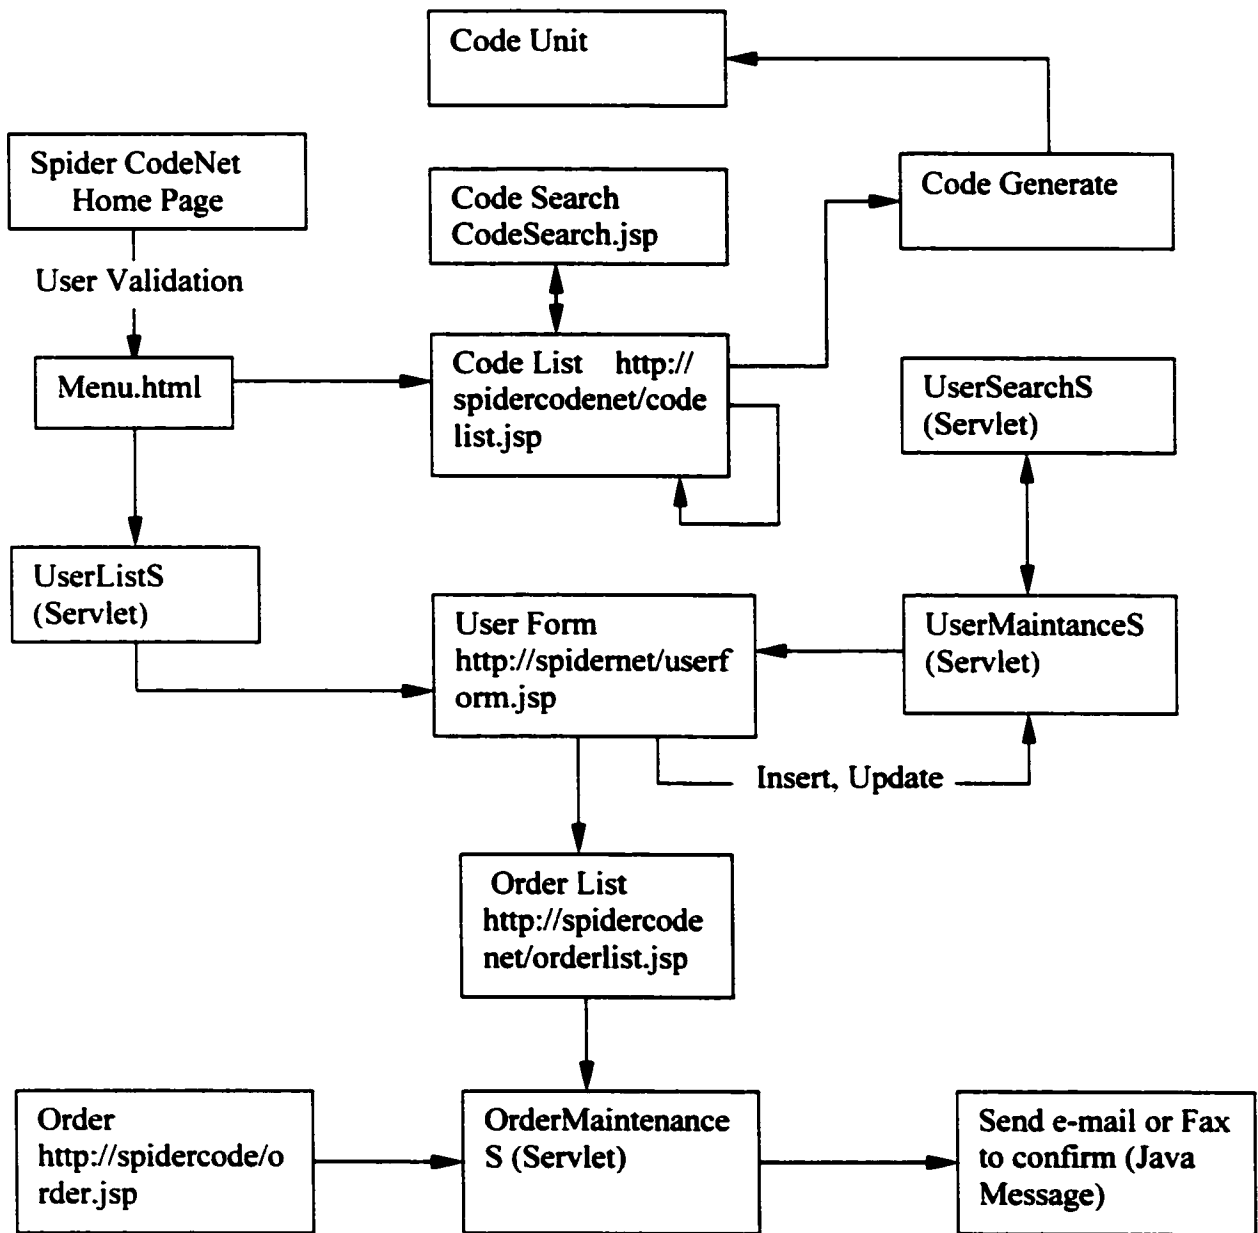 Code Unit
Spider CodeNet
Home Page
Code Generate
Code Search
CodeSearch.jsp
User Validation
Menu.html
Code List http://
spidercodenet/code
list.jsp
UserSearchS
(Servlet)
UserListS
(Servlet)
User Form
http://spidernet/userf
orm.jsp
UserMaintanceS
(Servlet)
Insert, Update
Order List
http://spidercode
net/orderlist.jsp
Order
http://spidercode/o
rder.jsp
OrderMaintenance
S (Servlet)
Send e-mail or Fax
to confirm (Java
Message)